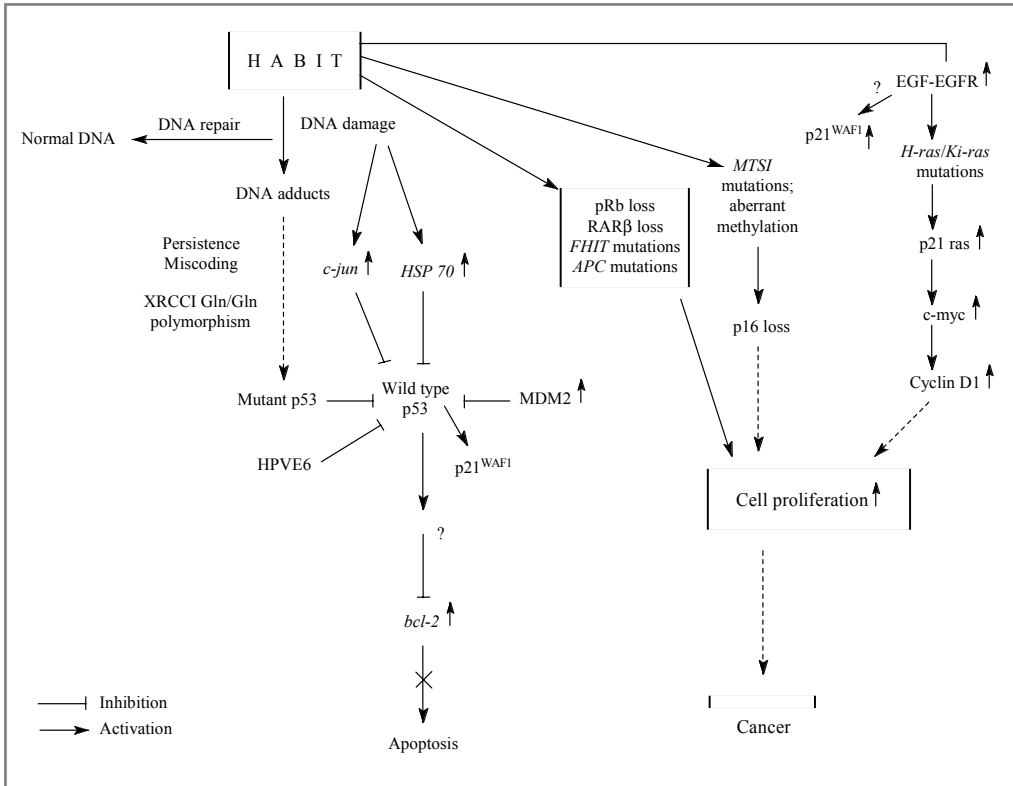 H A B I T
EGF-EGFR
?
p21WAF1
DNA repair
DNA damage
Normal DNA
H-ras/Ki-ras
mutations
MTSI
mutations;
aberrant
methylation
DNA adducts
pRb loss
RARβ loss
FHIT mutations
APC mutations
p21 ras
Persistence
Miscoding
c-jun
HSP 70
XRCCI Gln/Gln
polymorphism
p16 loss
c-myc
Cyclin D1
Mutant p53
Wild type
p53
MDM2
HPVE6
p21WAF1
Cell proliferation
?
bcl-2
Inhibition
Activation
Apoptosis
Cancer